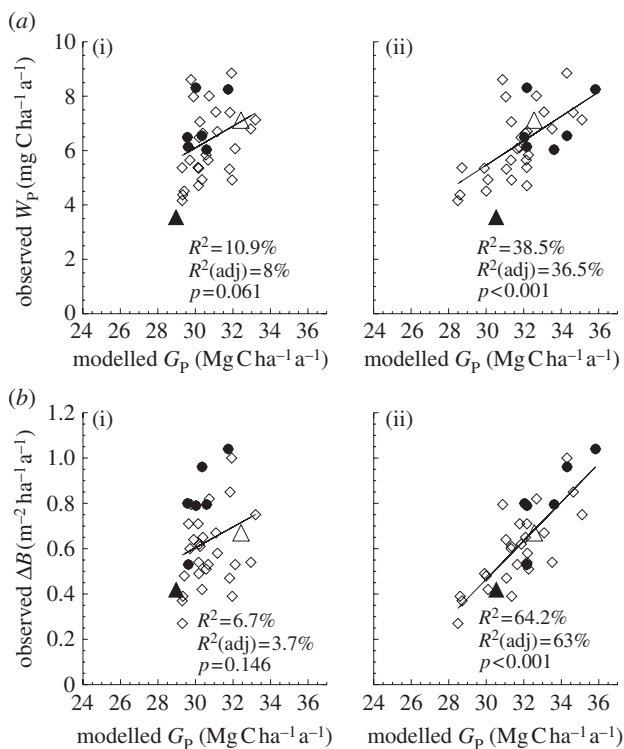 (a)
(i)
(ii)
observed W_P (mg C ha⁻¹ a⁻¹)
10
8
6
4
2
0
R²=10.9%
R²(adj)=8%
p=0.061
R²=38.5%
R²(adj)=36.5%
p<0.001
24 26 28 30 32 34 36
24 26 28 30 32 34 36
modelled G_P (Mg C ha⁻¹ a⁻¹)
modelled G_P (Mg C ha⁻¹ a⁻¹)
(b)
(i)
(ii)
observed ΔB (m⁻² ha⁻¹ a⁻¹)
1.2
1.0
0.8
0.6
0.4
0.2
0
R²=6.7%
R²(adj)=3.7%
p=0.146
R²=64.2%
R²(adj)=63%
p<0.001
24 26 28 30 32 34 36
24 26 28 30 32 34 36
modelled G_P (Mg C ha⁻¹ a⁻¹)
modelled G_P (Mg C ha⁻¹ a⁻¹)